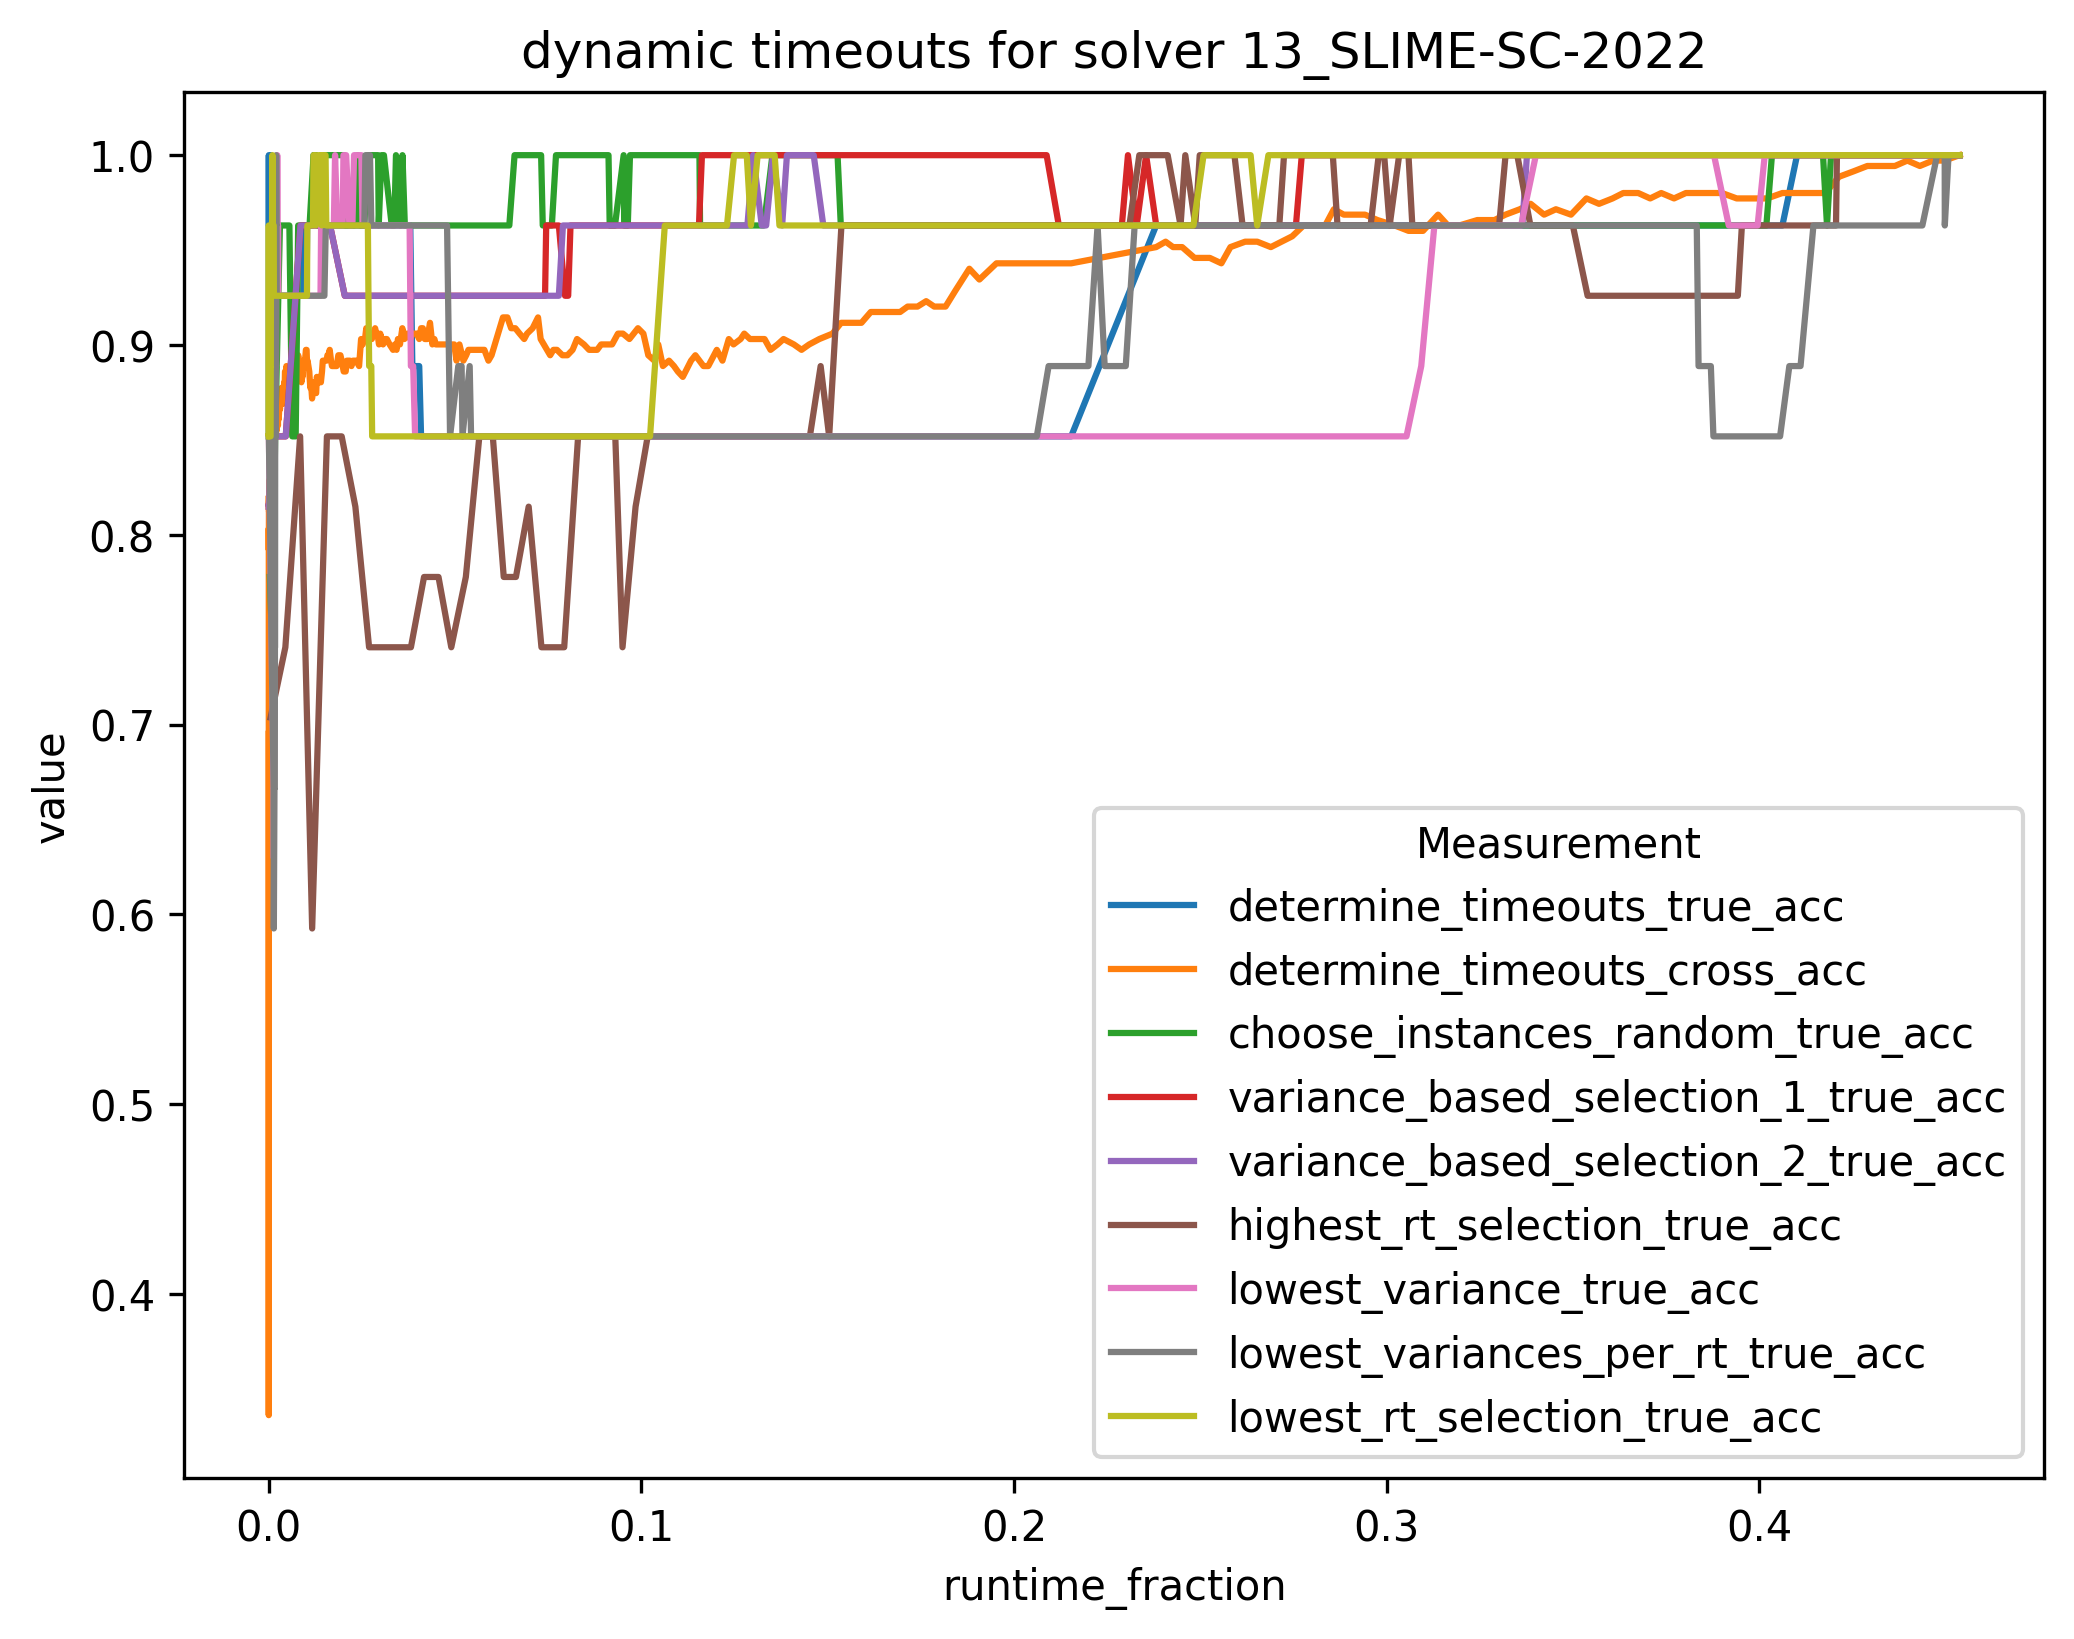 dynamic timeouts for solver 13_SLIME-SC-2022
1.0
0.9
0.8
0.7
0.6
0.5
0.4
value
Measurement
determine_timeouts_true_acc
determine_timeouts_cross_acc
choose_instances_random_true_acc
variance_based_selection_1_true_acc
variance_based_selection_2_true_acc
highest_rt_selection_true_acc
lowest_variance_true_acc
lowest_variances_per_rt_true_acc
lowest_rt_selection_true_acc
0.0 0.1 0.2 0.3 0.4
runtime_fraction